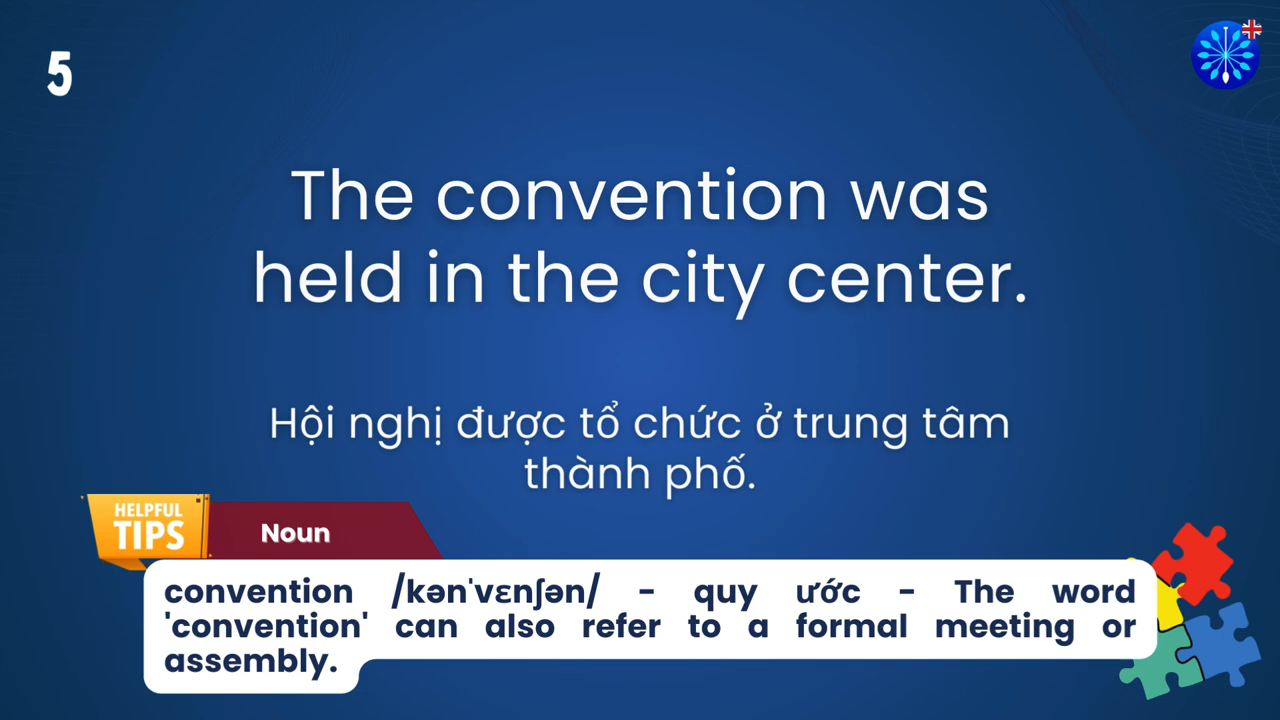 5
The convention was
held in the city center.
Hội nghị được tổ chức ở trung tâm
thành phố.
HELPFUL
TIPS
Noun
convention /kənˈvɛnʃən/ - quy ước - The word
'convention' can also refer to a formal meeting or
assembly.